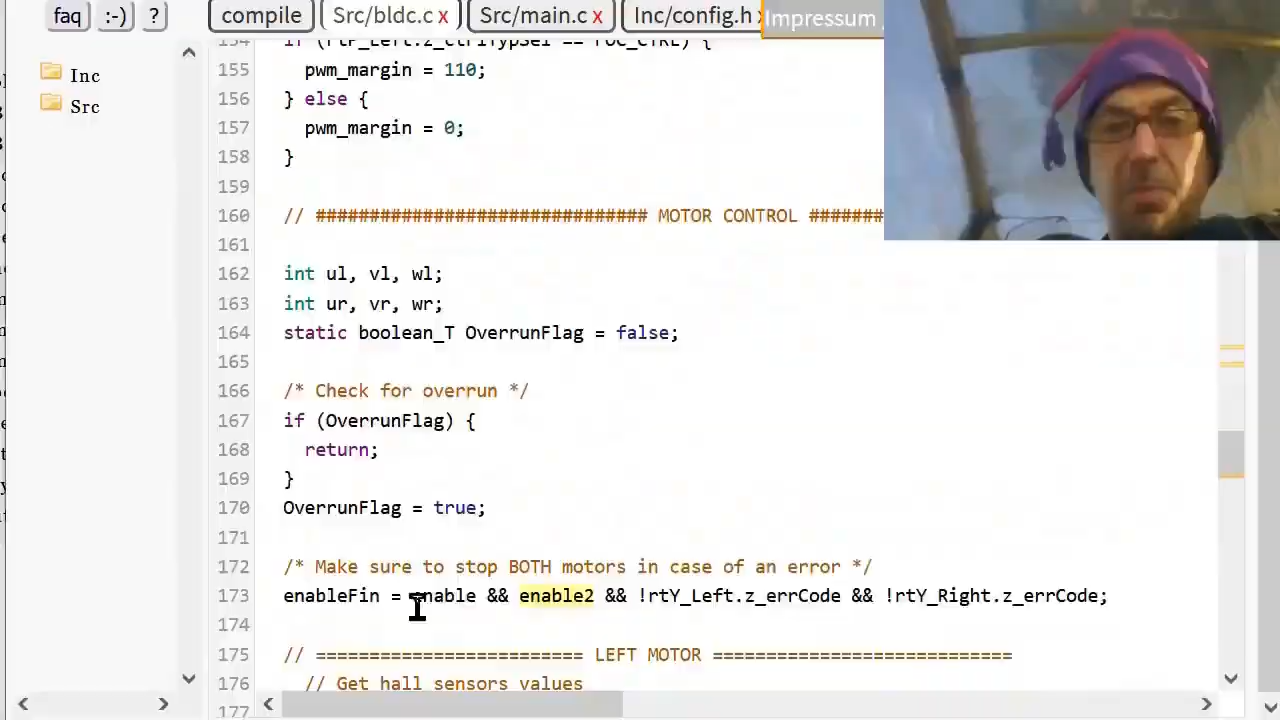 faq :-) ? compile Src/bldc.c x Src/main.c x Inc/config.h Impressum
Inc
Src
155 pwm_margin = 110;
156 } else {
157 pwm_margin = 0;
158 }
159
160 // ############################### MOTOR CONTROL #######
161
162 int ul, vl, wl;
163 int ur, vr, wr;
164 static boolean_T OverrunFlag = false;
165
166 /* Check for overrun */
167 if (OverrunFlag) {
168 return;
169 }
170 OverrunFlag = true;
171
172 /* Make sure to stop BOTH motors in case of an error */
173 enableFin = enable && enable2 && !rtY_Left.z_errCode && !rtY_Right.z_errCode;
174
175 // ========================= LEFT MOTOR ============================
176 // Get hall sensors values
177